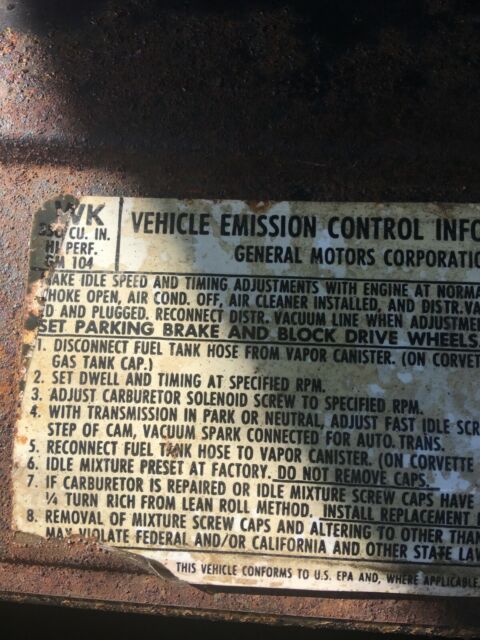 WK
350 CU. IN.
HI PERF.
GM 104
VEHICLE EMISSION CONTROL INFO
GENERAL MOTORS CORPORATIO
MAKE IDLE SPEED AND TIMING ADJUSTMENTS WITH ENGINE AT NORMA
CHOKE OPEN, AIR COND. OFF, AIR CLEANER INSTALLED, AND DISTR.VA
ED AND PLUGGED. RECONNECT DISTR. VACUUM LINE WHEN ADJUSTME
SET PARKING BRAKE AND BLOCK DRIVE WHEELS.
1. DISCONNECT FUEL TANK HOSE FROM VAPOR CANISTER. (ON CORVET
GAS TANK CAP.)
2. SET DWELL AND TIMING AT SPECIFIED RPM.
3. ADJUST CARBURETOR SOLENOID SCREW TO SPECIFIED RPM.
4. WITH TRANSMISSION IN PARK OR NEUTRAL, ADJUST FAST IDLE SCR
STEP OF CAM, VACUUM SPARK CONNECTED FOR AUTO. TRANS.
5. RECONNECT FUEL TANK HOSE TO VAPOR CANISTER. (ON CORVETTE
6. IDLE MIXTURE PRESET AT FACTORY. DO NOT REMOVE CAPS.
7. IF CARBURETOR IS REPAIRED OR IDLE MIXTURE SCREW CAPS HAVE
¼ TURN RICH FROM LEAN ROLL METHOD. INSTALL REPLACEMENT
8. REMOVAL OF MIXTURE SCREW CAPS AND ALTERING TO OTHER THAN
MAY VIOLATE FEDERAL AND/OR CALIFORNIA AND OTHER STATE LAW
THIS VEHICLE CONFORMS TO U.S. EPA AND, WHERE APPLICABLE,